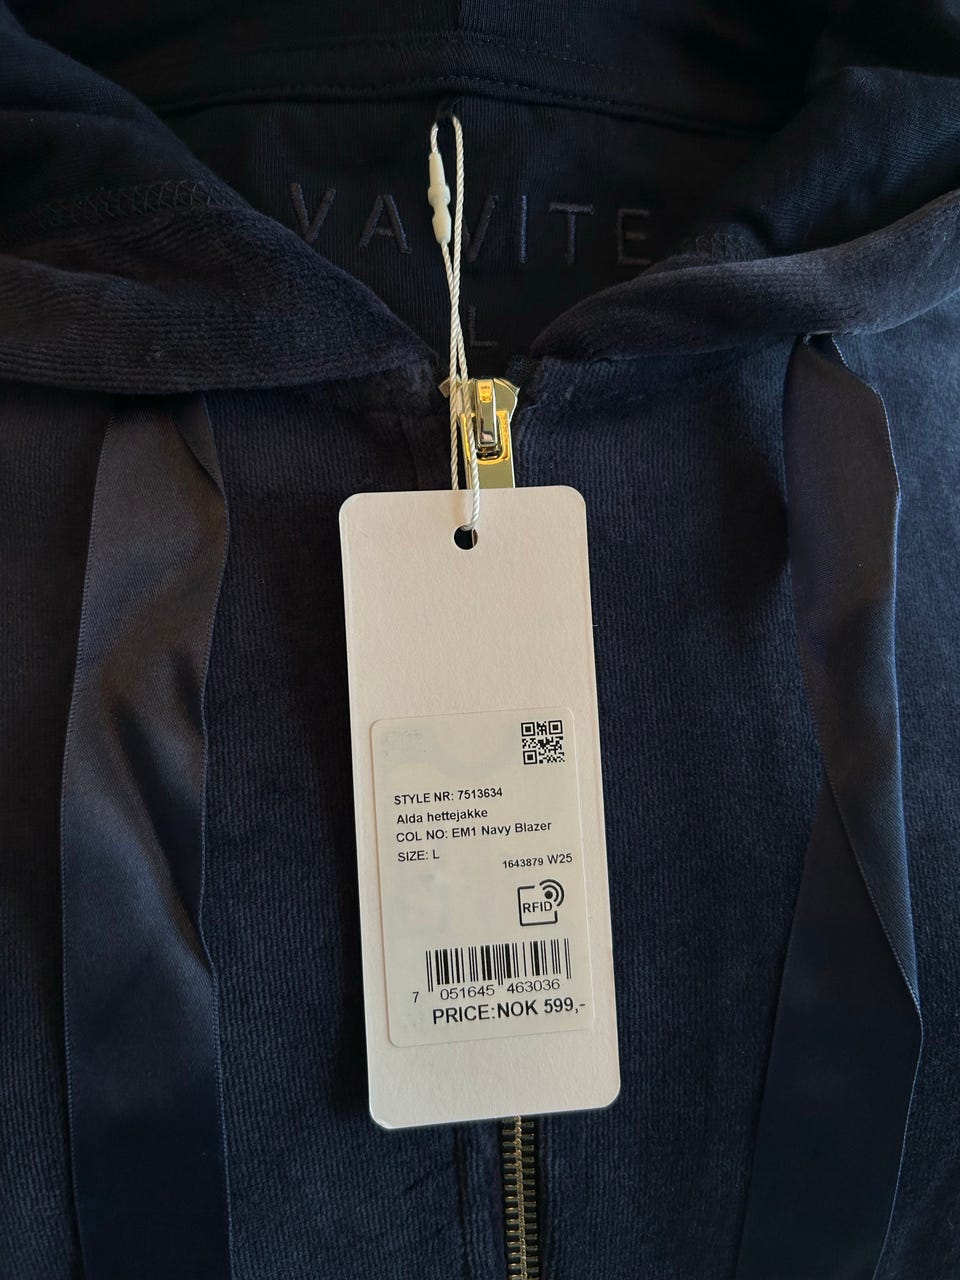 VAVITE
L
STYLE NR: 7513634
Alda hettejakke
COL NO: EM1 Navy Blazer
SIZE: L
1643879 W25
RFID
7 051645 463036
PRICE:NOK 599,-